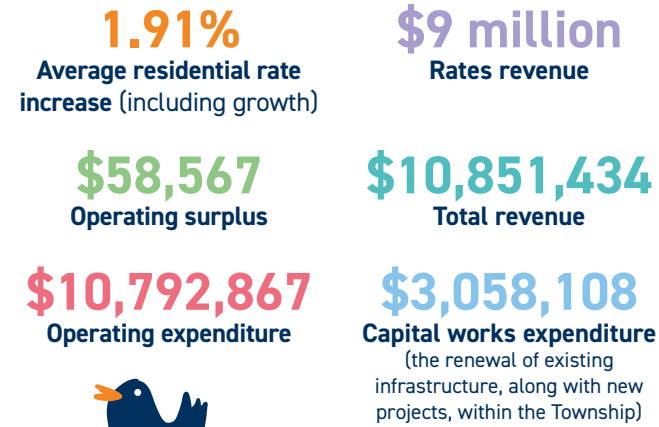 1.91%
Average residential rate
increase (including growth)
$9 million
Rates revenue
$58,567
Operating surplus
$10,851,434
Total revenue
$10,792,867
Operating expenditure
$3,058,108
Capital works expenditure
(the renewal of existing
infrastructure, along with new
projects, within the Township)